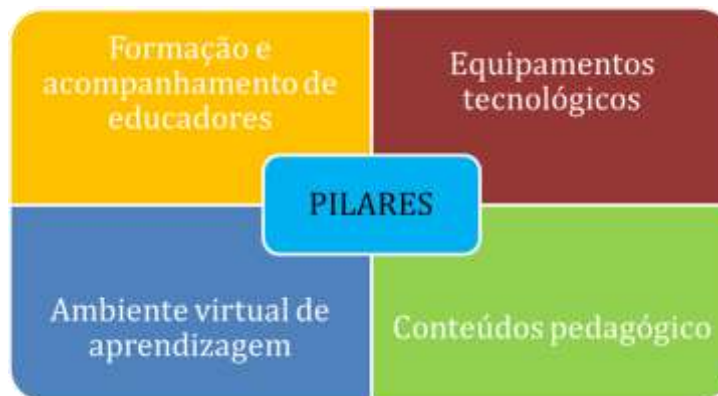 Formação e
acompanhamento de
educadores
Equipamentos
tecnológicos
PILARES
Ambiente virtual de
aprendizagem
Conteúdos pedagógico